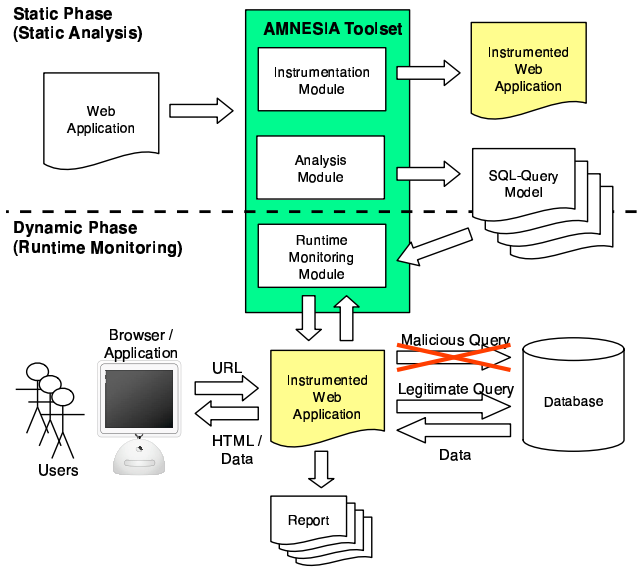 Static Phase
(Static Analysis)
AMNESIA Toolset
Instrumentation
Module
Instrumented
Web
Application
Web
Application
Analysis
Module
SQL-Query
Model
Dynamic Phase
(Runtime Monitoring)
Runtime
Monitoring
Module
Browser /
Application
URL
HTML /
Data
Users
Instrumented
Web
Application
Malicious Query
Legitimate Query
Data
Database
Report